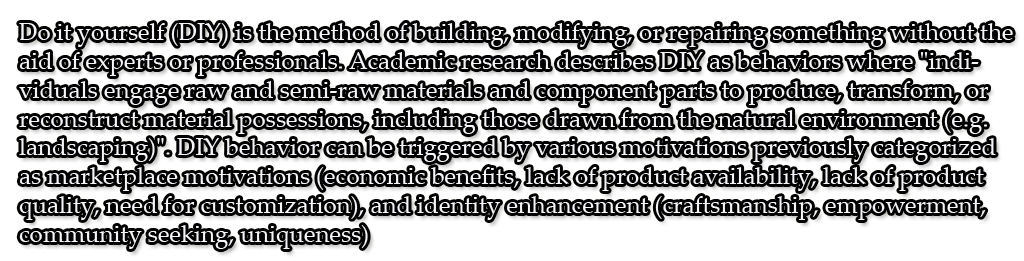 Do it yourself (DIY) is the method of building, modifying, or repairing something without the
aid of experts or professionals. Academic research describes DIY as behaviors where "indi-
viduals engage raw and semi-raw materials and component parts to produce, transform, or
reconstruct material possessions, including those drawn from the natural environment (e.g.
landscaping)". DIY behavior can be triggered by various motivations previously categorized
as marketplace motivations (economic benefits, lack of product availability, lack of product
quality, need for customization), and identity enhancement (craftsmanship, empowerment,
community seeking, uniqueness)